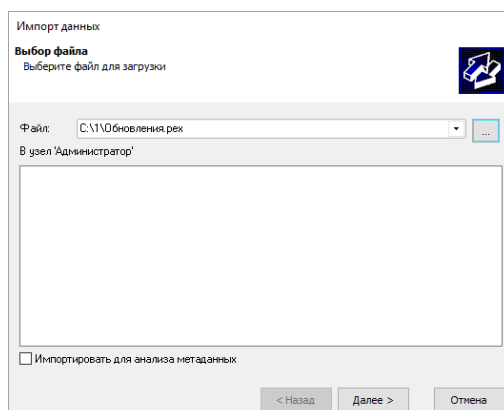 Импорт данных
Выбор файла
Выберите файл для загрузки
Файл: C:\1\Обновления.pex ...
В узел 'Администратор'
Импортировать для анализа метаданных
< Назад Далее > Отмена